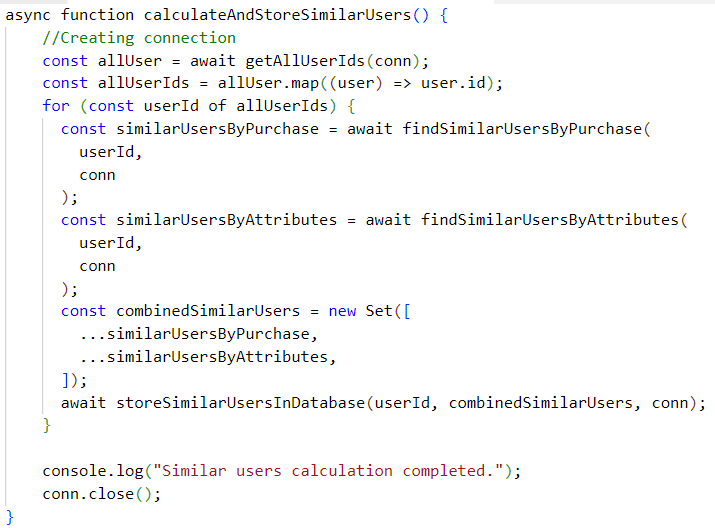 async function calculateAndStoreSimilarUsers() {
//Creating connection
const allUser = await getAllUserIds(conn);
const allUserIds = allUser.map((user) => user.id);
for (const userId of allUserIds) {
const similarUsersByPurchase = await findSimilarUsersByPurchase(
userId,
conn
);
const similarUsersByAttributes = await findSimilarUsersByAttributes(
userId,
conn
);
const combinedSimilarUsers = new Set([
...similarUsersByPurchase,
...similarUsersByAttributes,
]);
await storeSimilarUsersInDatabase(userId, combinedSimilarUsers, conn);
}
console.log("Similar users calculation completed.");
conn.close();
}